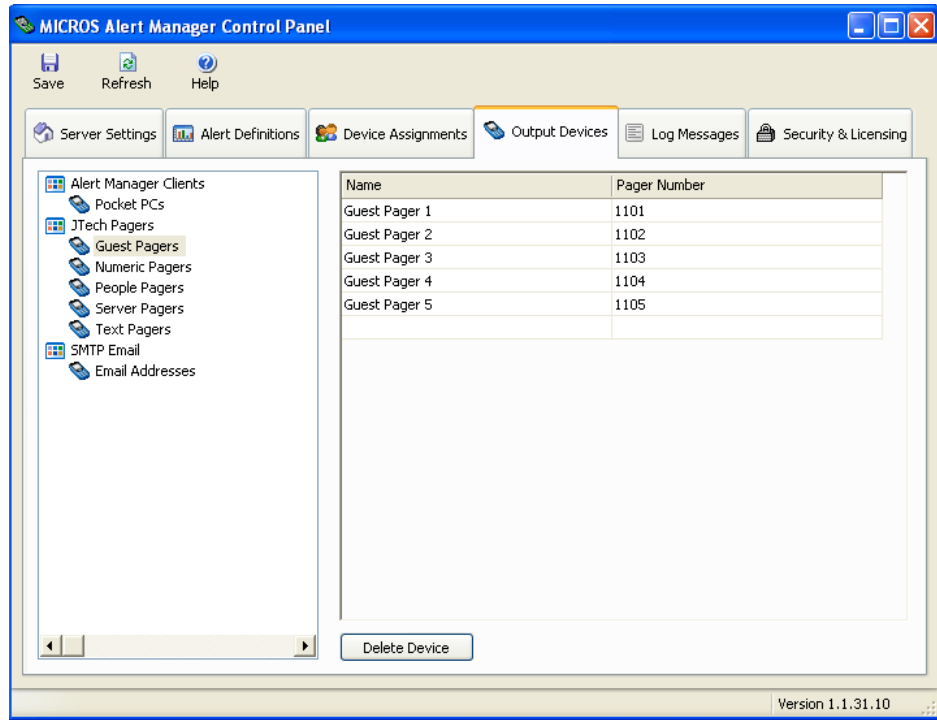 MICROS Alert Manager Control Panel
Save Refresh Help
Server Settings Alert Definitions Device Assignments Output Devices Log Messages Security & Licensing
Alert Manager Clients
Pocket PCs
JTech Pagers
Guest Pagers
Numeric Pagers
People Pagers
Server Pagers
Text Pagers
SMTP Email
Email Addresses
Name Pager Number
Guest Pager 1 1101
Guest Pager 2 1102
Guest Pager 3 1103
Guest Pager 4 1104
Guest Pager 5 1105
Delete Device
Version 1.1.31.10